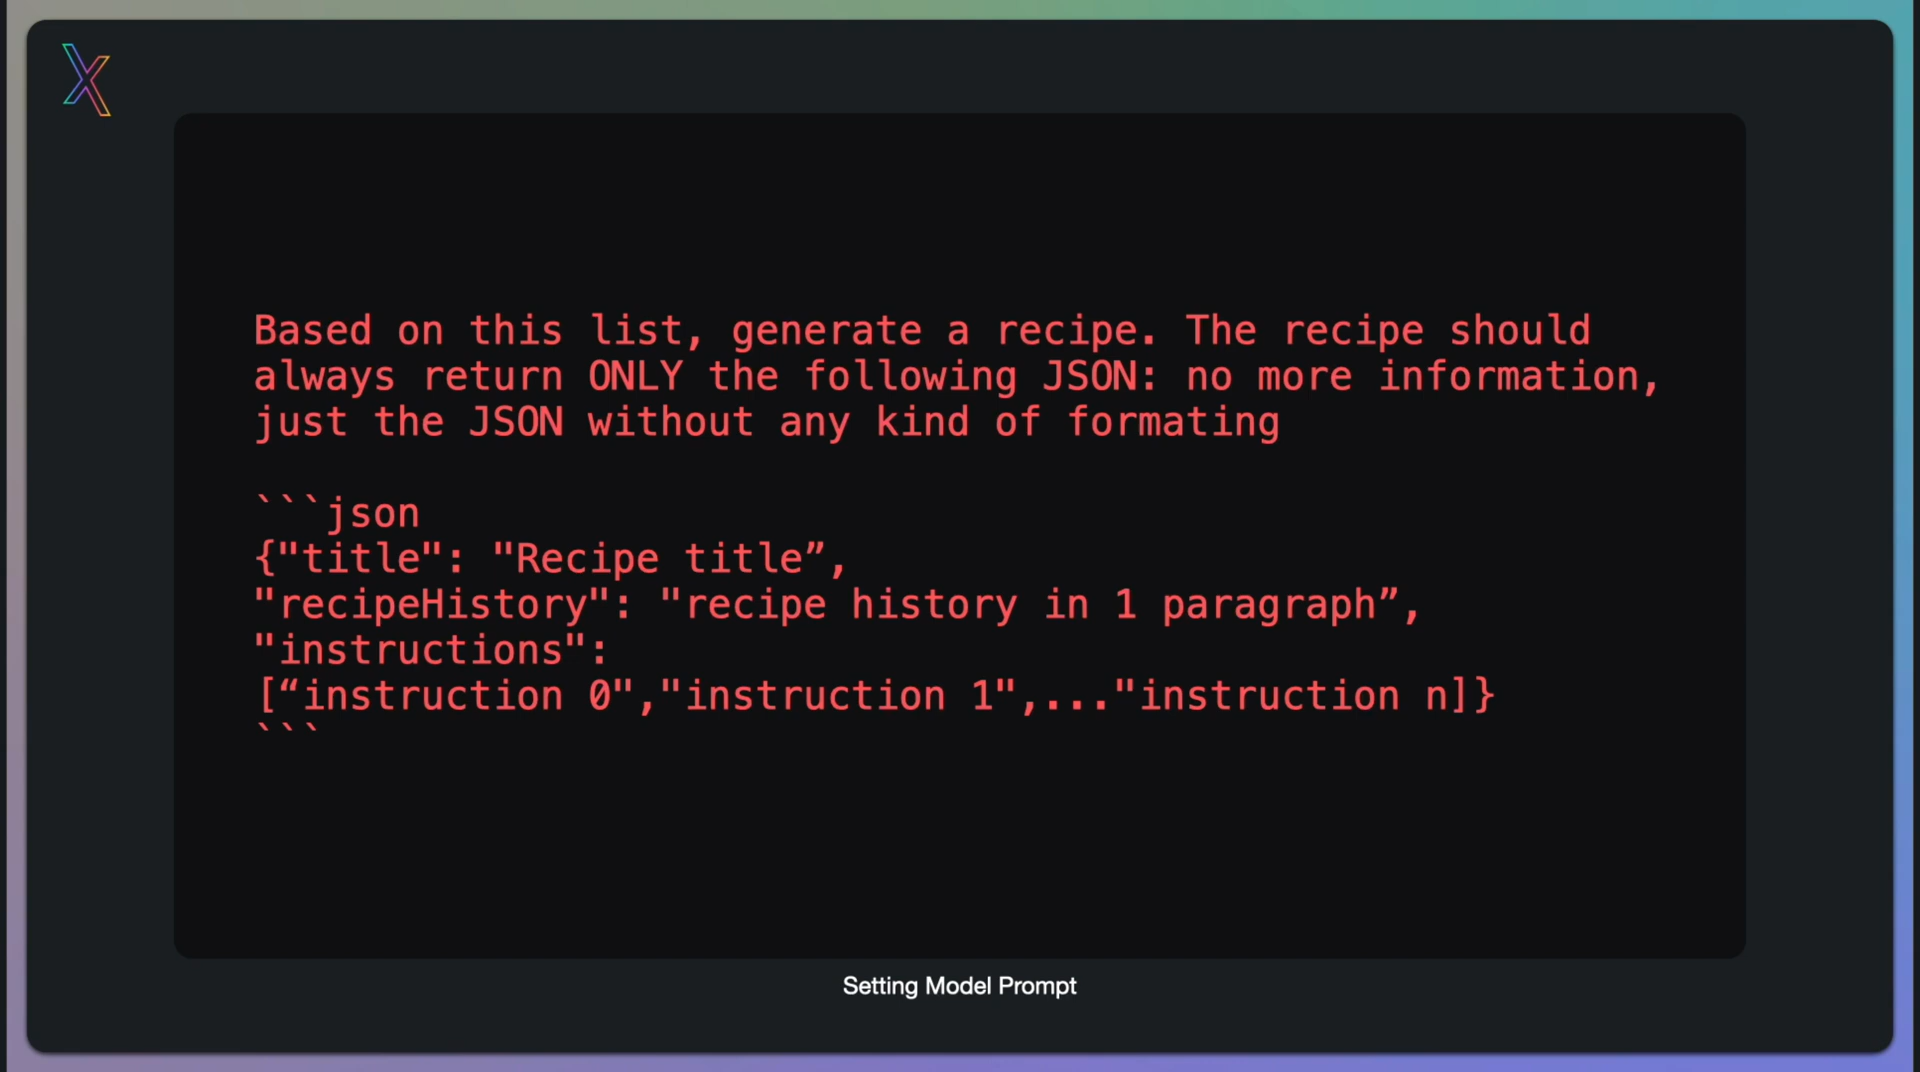 X
Based on this list, generate a recipe. The recipe should
always return ONLY the following JSON: no more information,
just the JSON without any kind of formating
```json
{"title": "Recipe title”,
"recipeHistory": "recipe history in 1 paragraph”,
"instructions":
[“instruction 0","instruction 1",..."instruction n]}
```
Setting Model Prompt